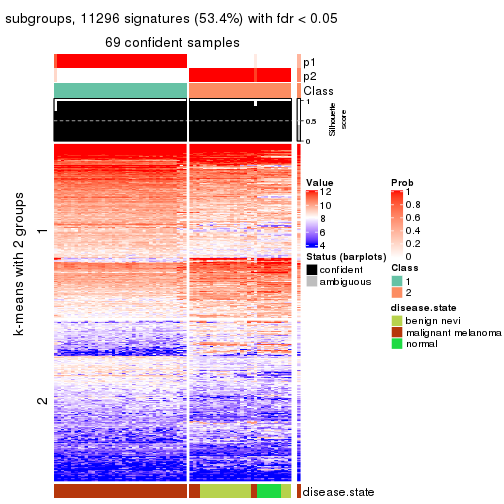 subgroups, 11296 signatures (53.4%) with fdr < 0.05
69 confident samples
p1
p2
Class
1
0.5
0
Silhouette
score
k-means with 2 groups
1
2
Value
12
10
8
6
4
Status (barplots)
confident
ambiguous
Prob
1
0.8
0.6
0.4
0.2
0
Class
1
2
disease.state
benign nevi
malignant melanoma
normal
disease.state